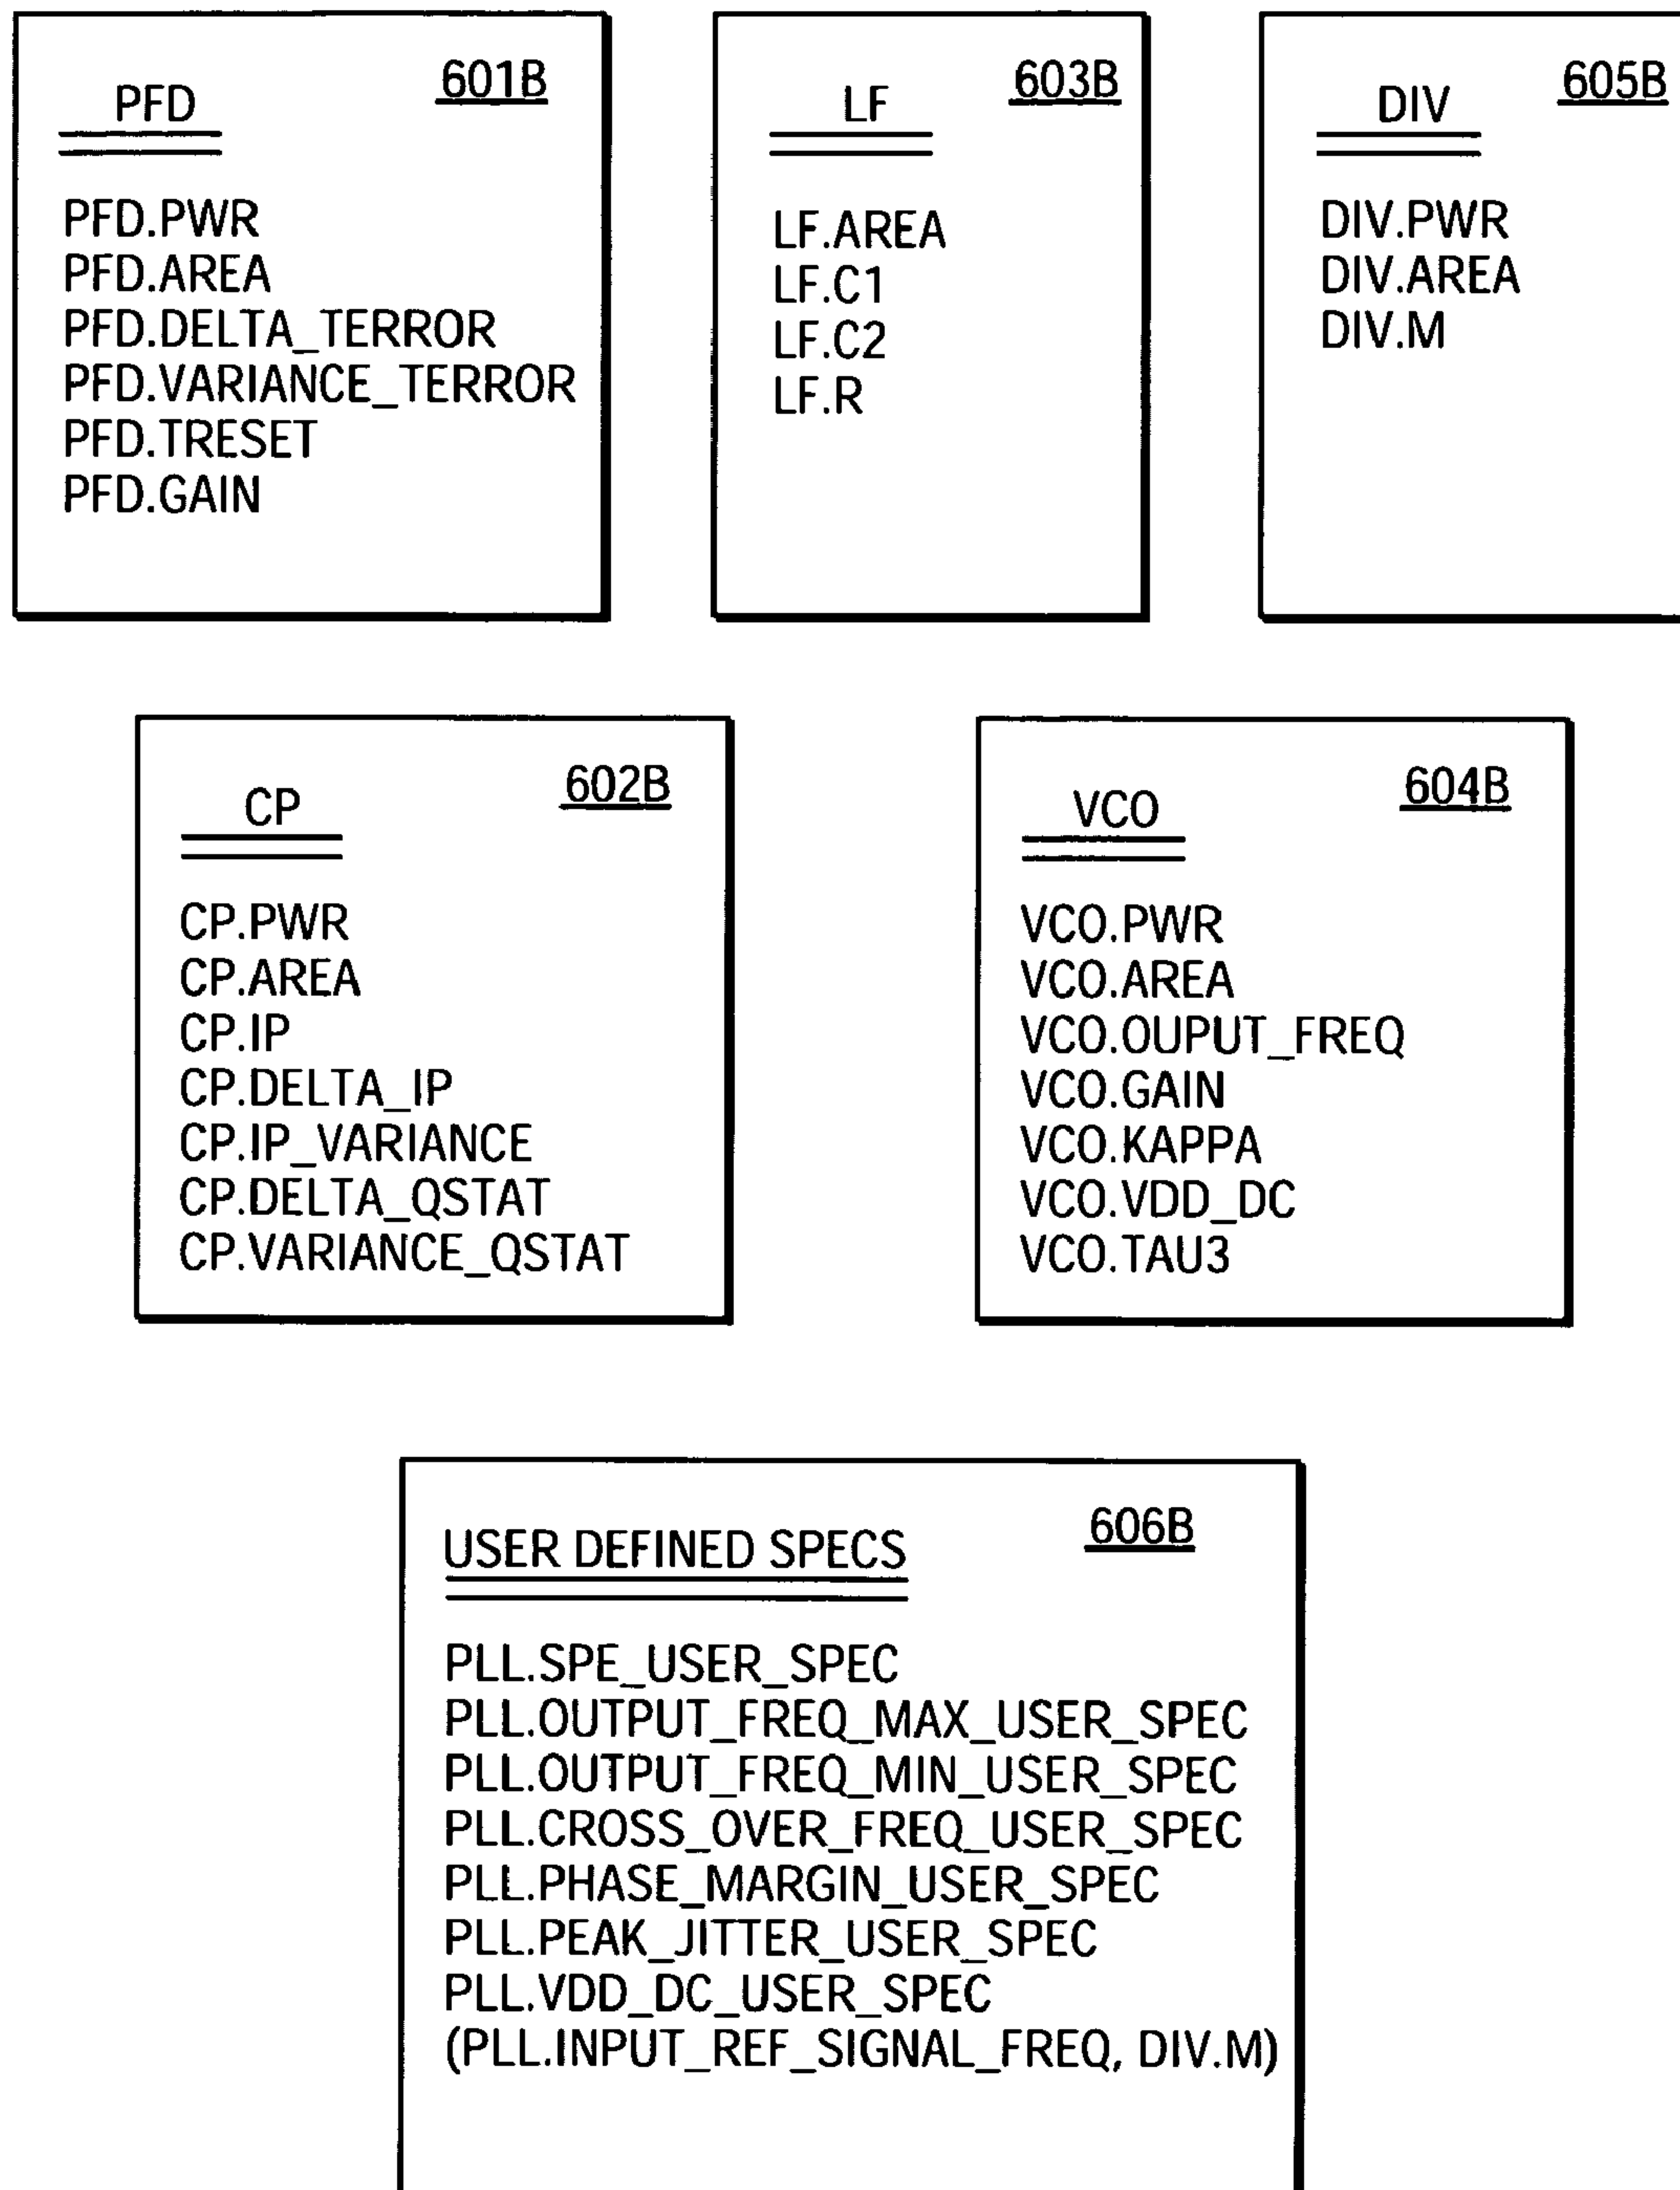 601B
PFD
PFD.PWR
PFD.AREA
PFD.DELTA_TERROR
PFD.VARIANCE_TERROR
PFD.TRESET
PFD.GAIN
603B
LF
LF.AREA
LF.C1
LF.C2
LF.R
605B
DIV
DIV.PWR
DIV.AREA
DIV.M
602B
CP
CP.PWR
CP.AREA
CP.IP
CP.DELTA_IP
CP.IP_VARIANCE
CP.DELTA_QSTAT
CP.VARIANCE_QSTAT
604B
VCO
VCO.PWR
VCO.AREA
VCO.OUPUT_FREQ
VCO.GAIN
VCO.KAPPA
VCO.VDD_DC
VCO.TAU3
606B
USER DEFINED SPECS
PLL.SPE_USER_SPEC
PLL.OUTPUT_FREQ_MAX_USER_SPEC
PLL.OUTPUT_FREQ_MIN_USER_SPEC
PLL.CROSS_OVER_FREQ_USER_SPEC
PLL.PHASE_MARGIN_USER_SPEC
PLL.PEAK_JITTER_USER_SPEC
PLL.VDD_DC_USER_SPEC
(PLL.INPUT_REF_SIGNAL_FREQ, DIV.M)